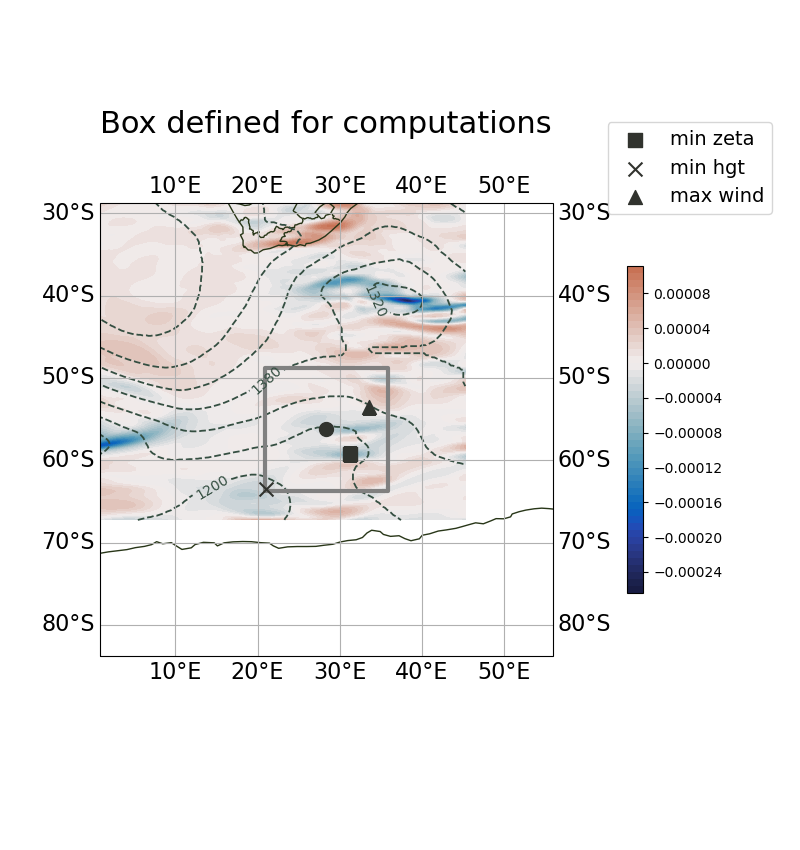 Box defined for computations
min zeta
min hgt
max wind
10°E 20°E 30°E 40°E 50°E
30°S 30°S
40°S 40°S
50°S 50°S
60°S 60°S
70°S 70°S
80°S 80°S
10°E 20°E 30°E 40°E 50°E
1320
1380
1200
0.00008
0.00004
0.00000
−0.00004
−0.00008
−0.00012
−0.00016
−0.00020
−0.00024